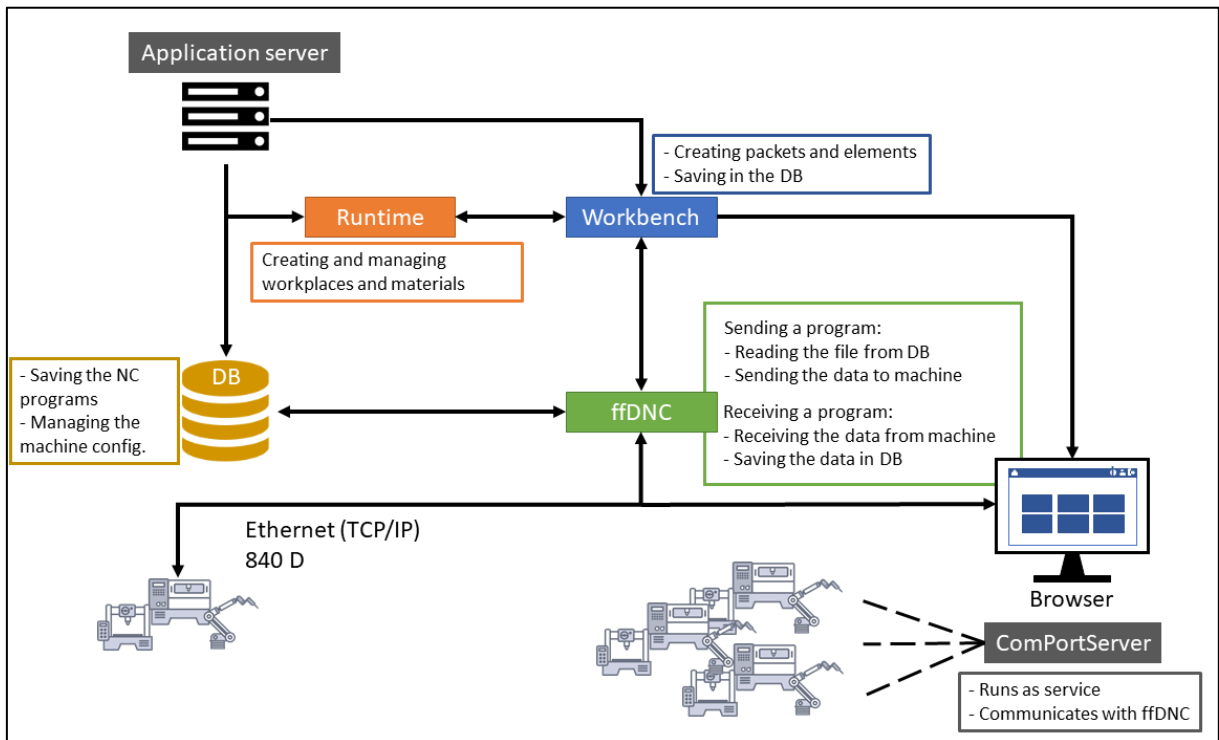 Application server
- Creating packets and elements
- Saving in the DB
Runtime
Workbench
Creating and managing
workplaces and materials
- Saving the NC
programs
- Managing the
machine config.
DB
ffDNC
Sending a program:
- Reading the file from DB
- Sending the data to machine
Receiving a program:
- Receiving the data from machine
- Saving the data in DB
Ethernet (TCP/IP)
840 D
Browser
ComPortServer
- Runs as service
- Communicates with ffDNC